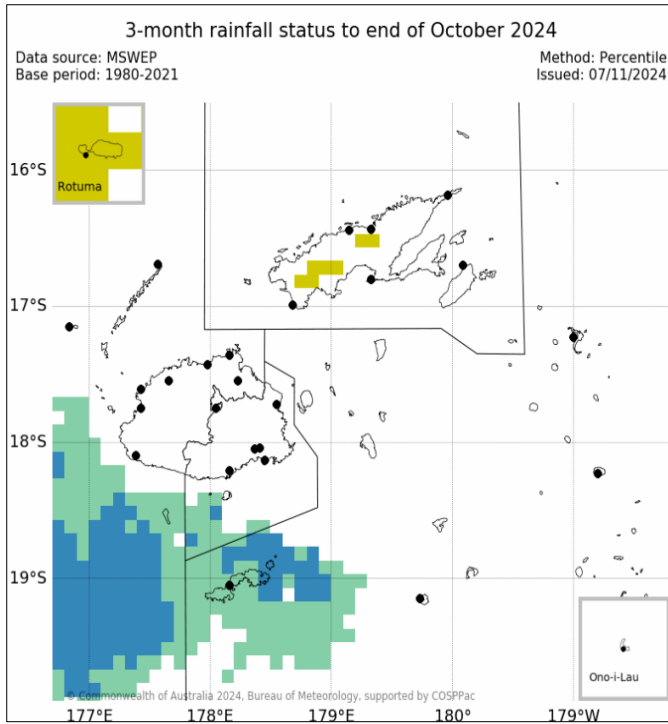 3-month rainfall status to end of October 2024
Data source: MSWEP
Base period: 1980-2021
Method: Percentile
Issued: 07/11/2024
Rotuma
16°S
17°S
18°S
19°S
Ono-i-Lau
© Commonwealth of Australia 2024, Bureau of Meteorology, supported by COSPPac
177°E
178°E
179°E
180°
179°W